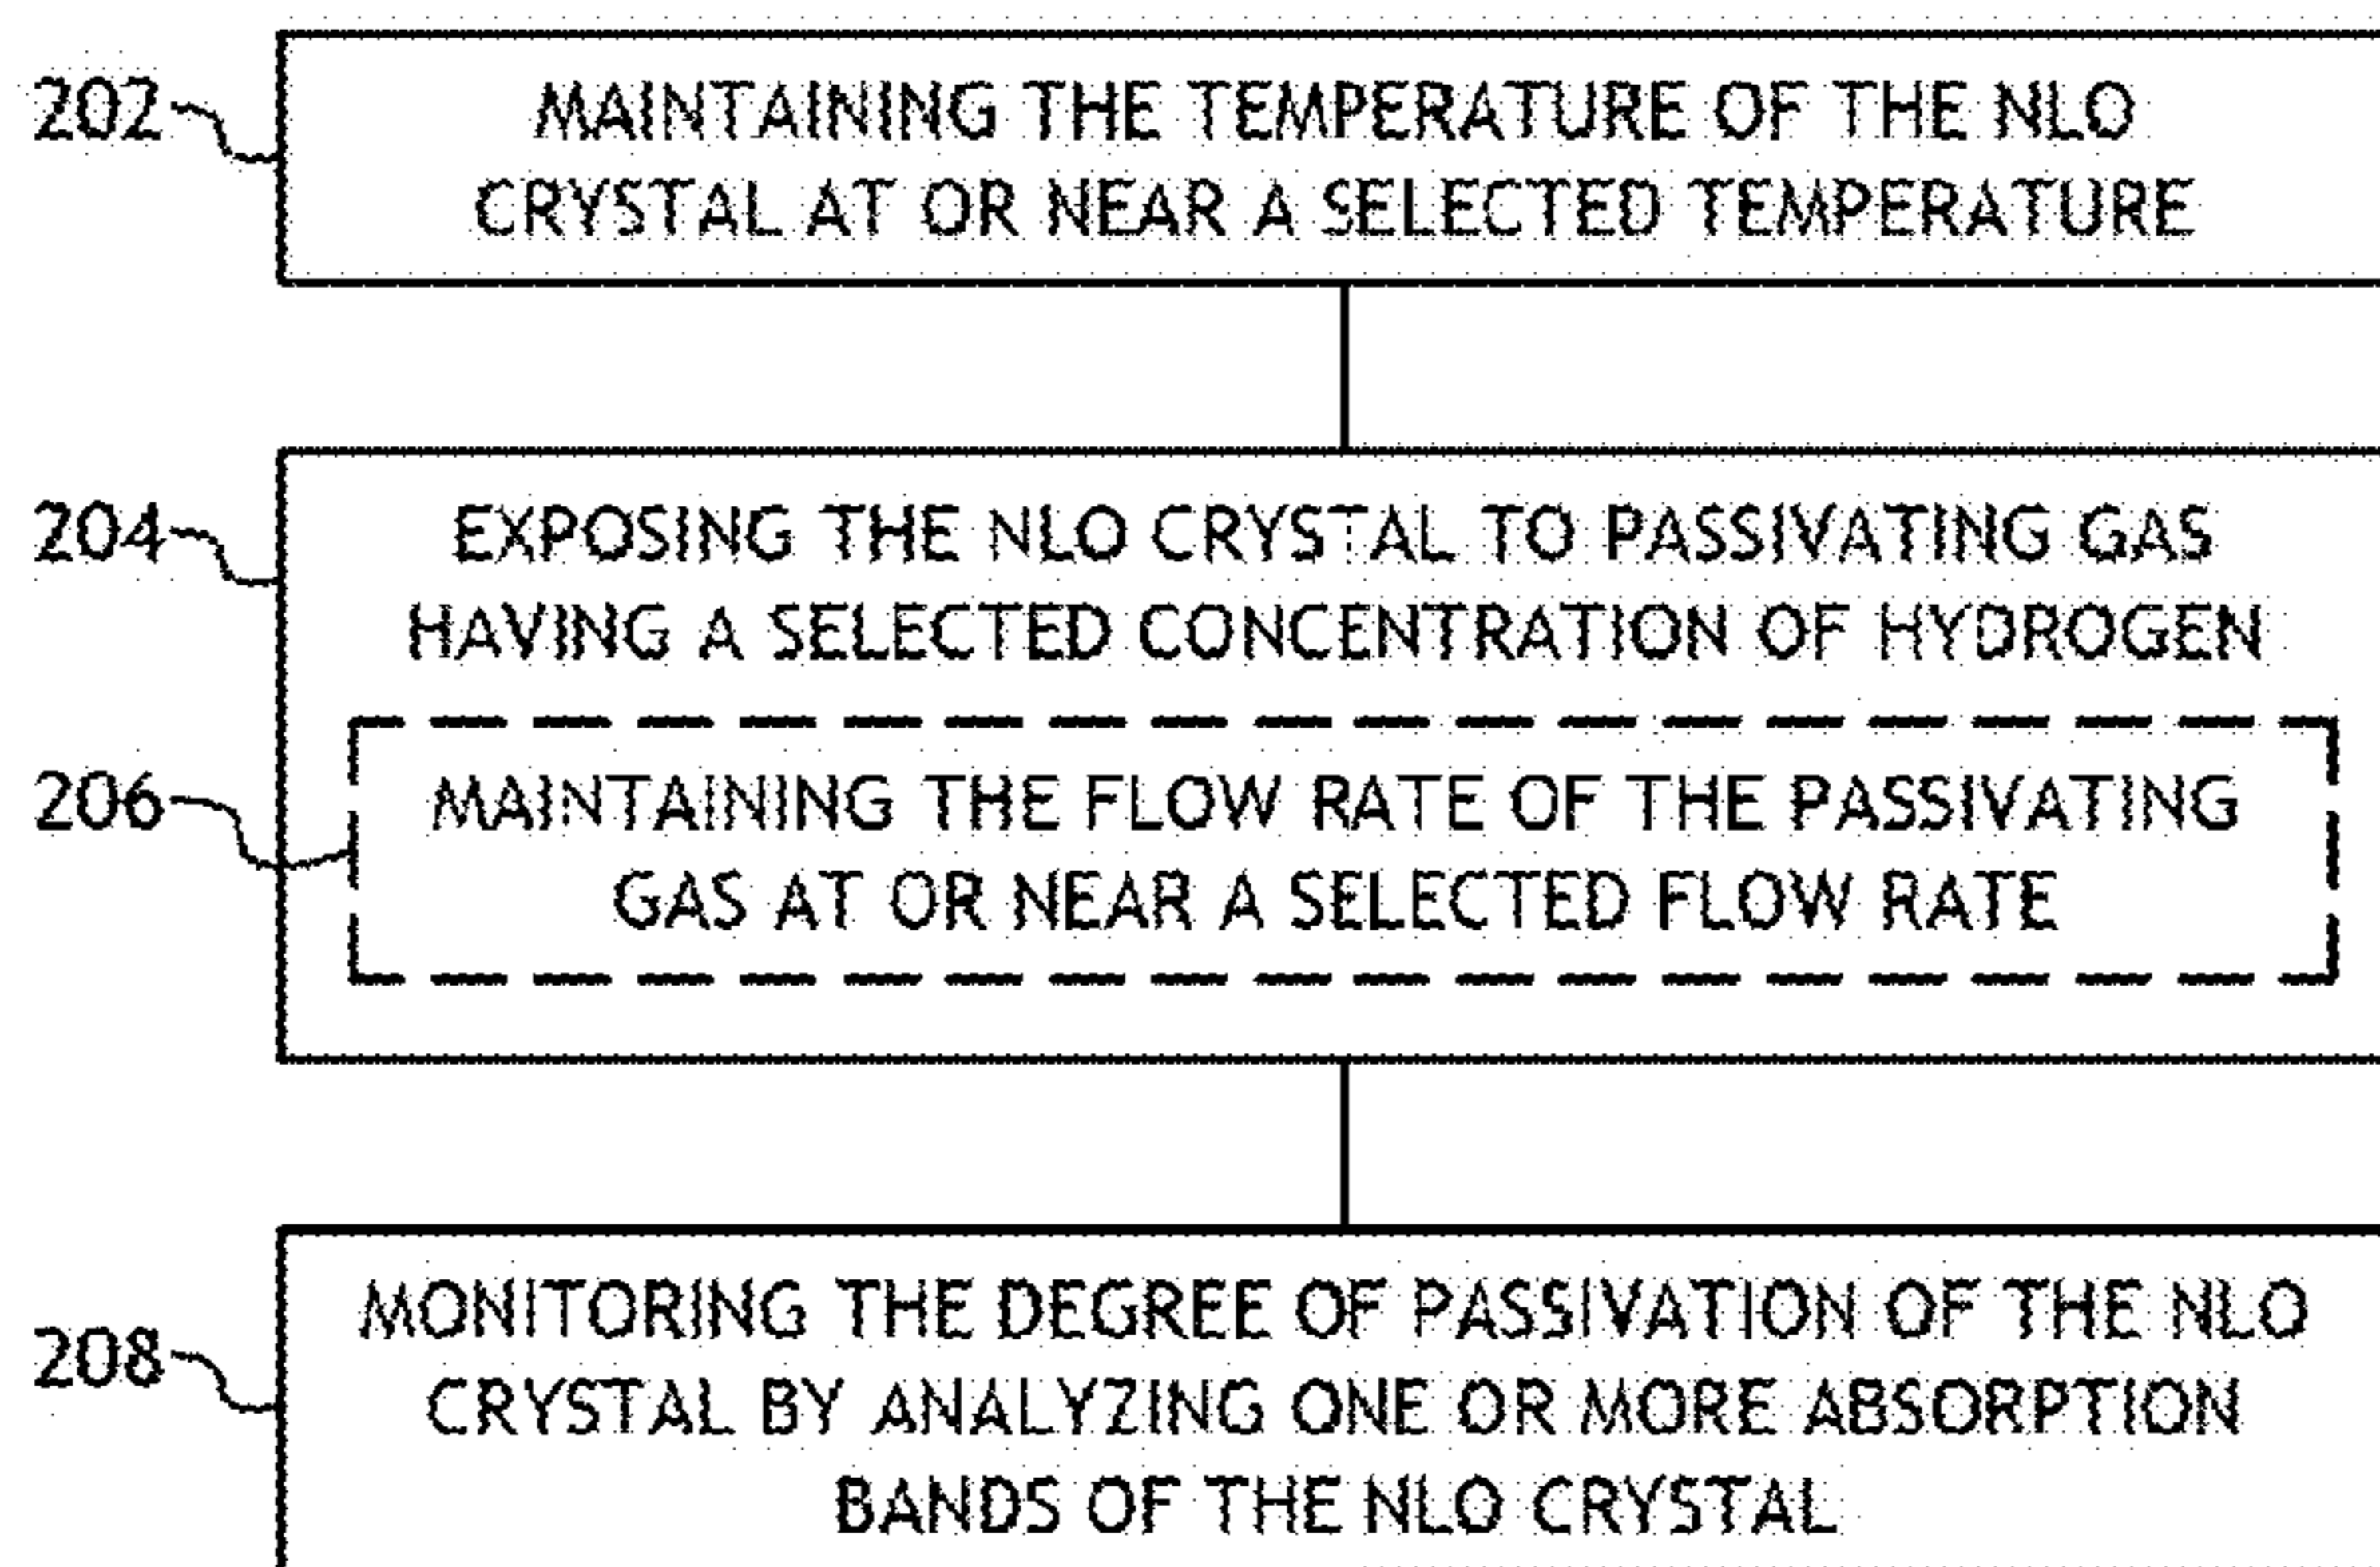 202
MAINTAINING THE TEMPERATURE OF THE NLO
CRYSTAL AT OR NEAR A SELECTED TEMPERATURE
204
EXPOSING THE NLO CRYSTAL TO PASSIVATING GAS
HAVING A SELECTED CONCENTRATION OF HYDROGEN
206
MAINTAINING THE FLOW RATE OF THE PASSIVATING
GAS AT OR NEAR A SELECTED FLOW RATE
208
MONITORING THE DEGREE OF PASSIVATION OF THE NLO
CRYSTAL BY ANALYZING ONE OR MORE ABSORPTION
BANDS OF THE NLO CRYSTAL